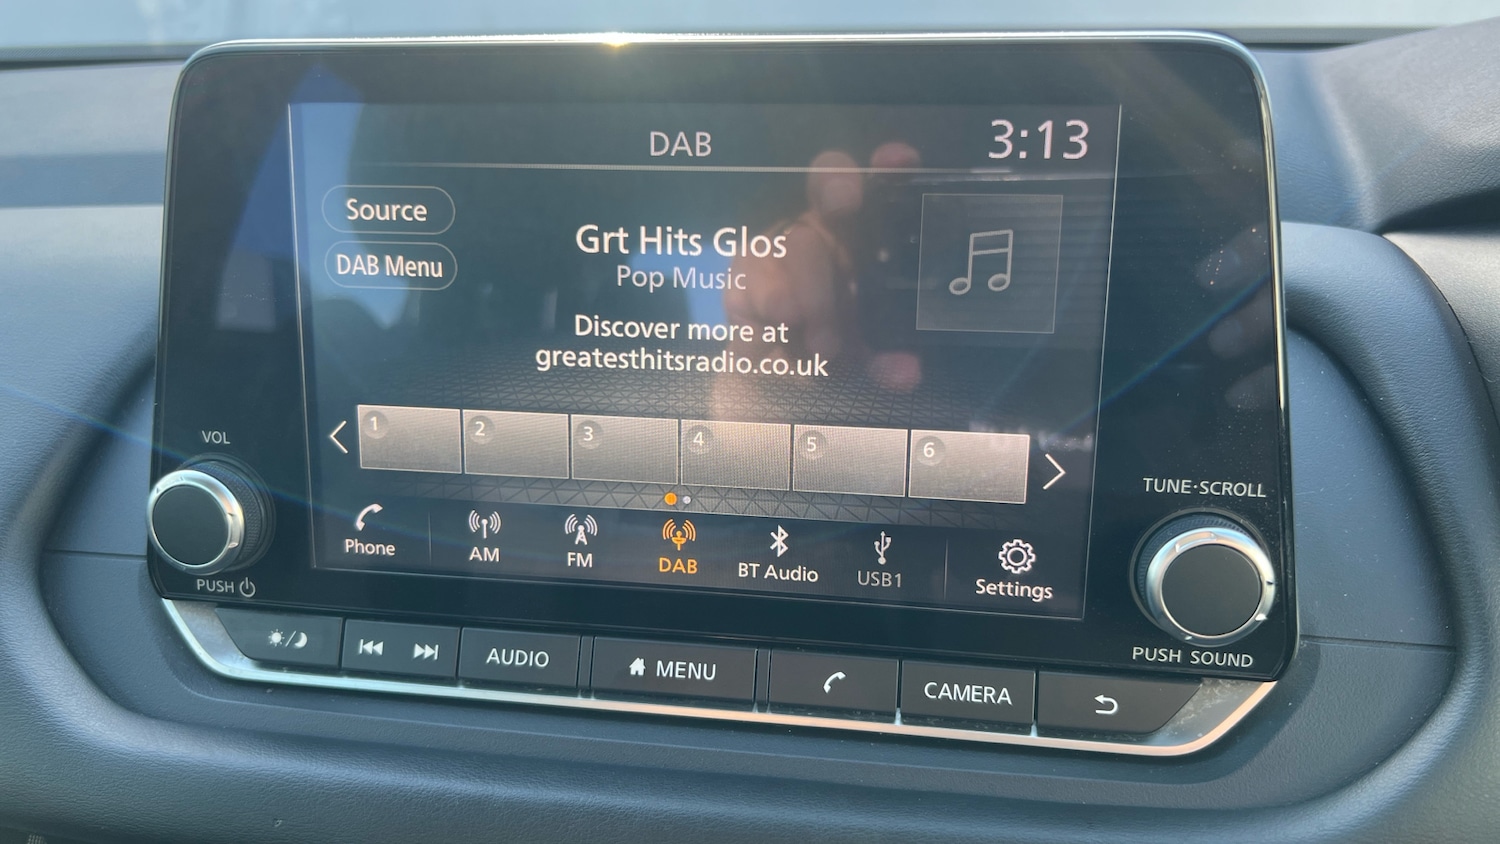 DAB
3:13
Source
DAB Menu
Grt Hits Glos
Pop Music
Discover more at
greatesthitsradio.co.uk
1 2 3 4 5 6
Phone AM FM DAB BT Audio USB1 Settings
VOL
PUSH
TUNE·SCROLL
PUSH SOUND
AUDIO MENU CAMERA